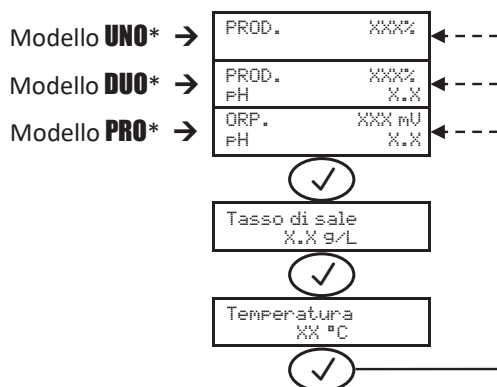 Modello UNO* → PROD. XXX%
Modello DUO* → PROD. XXX%
pH X.X
Modello PRO* → ORP. XXX mV
pH X.X
Tasso di sale
X.X g/L
Temperatura
XX °C